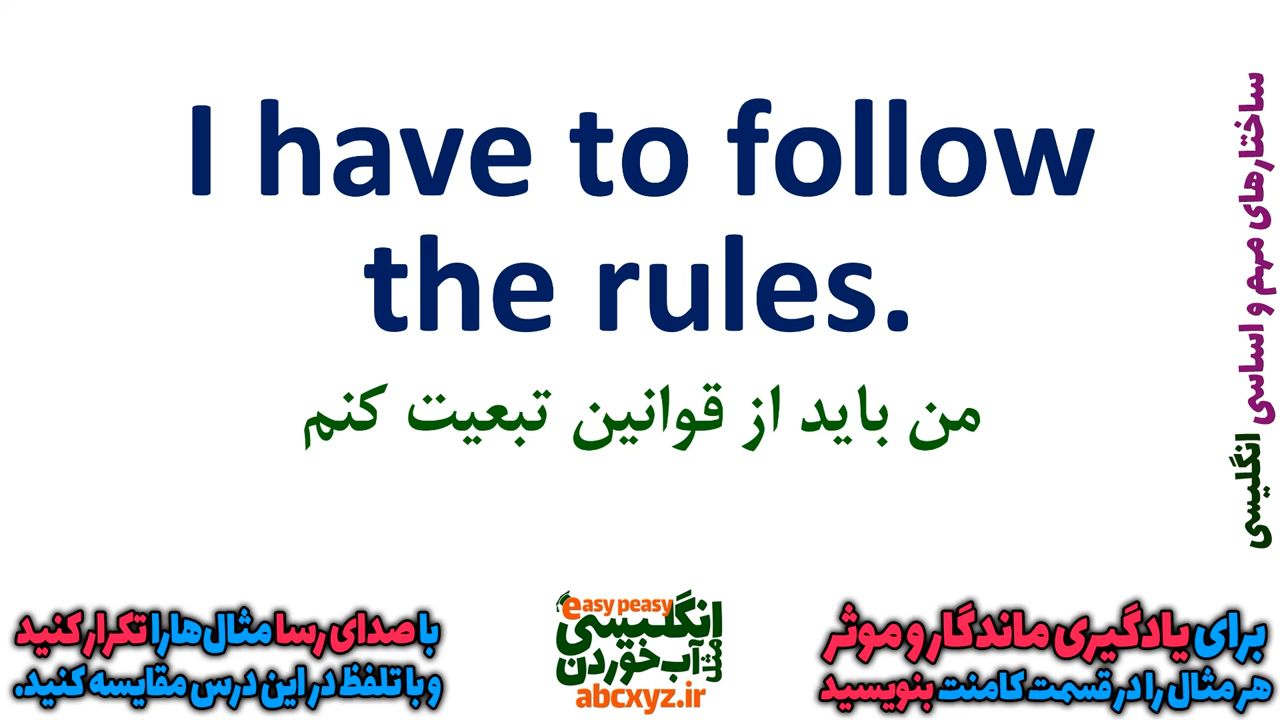 I have to follow
the rules.
من باید از قوانین تبعیت کنم
ساختارهای مهم و اساسی انگلیسی
برای یادگیری ماندگار و موثر
هر مثال را در قسمت کامنت بنویسید
easy peasy
انگلیسی
مثل آب خوردن
abcxyz.ir
با صدای رسا مثال‌ها را تکرار کنید
و با تلفظ در این درس مقایسه کنید.